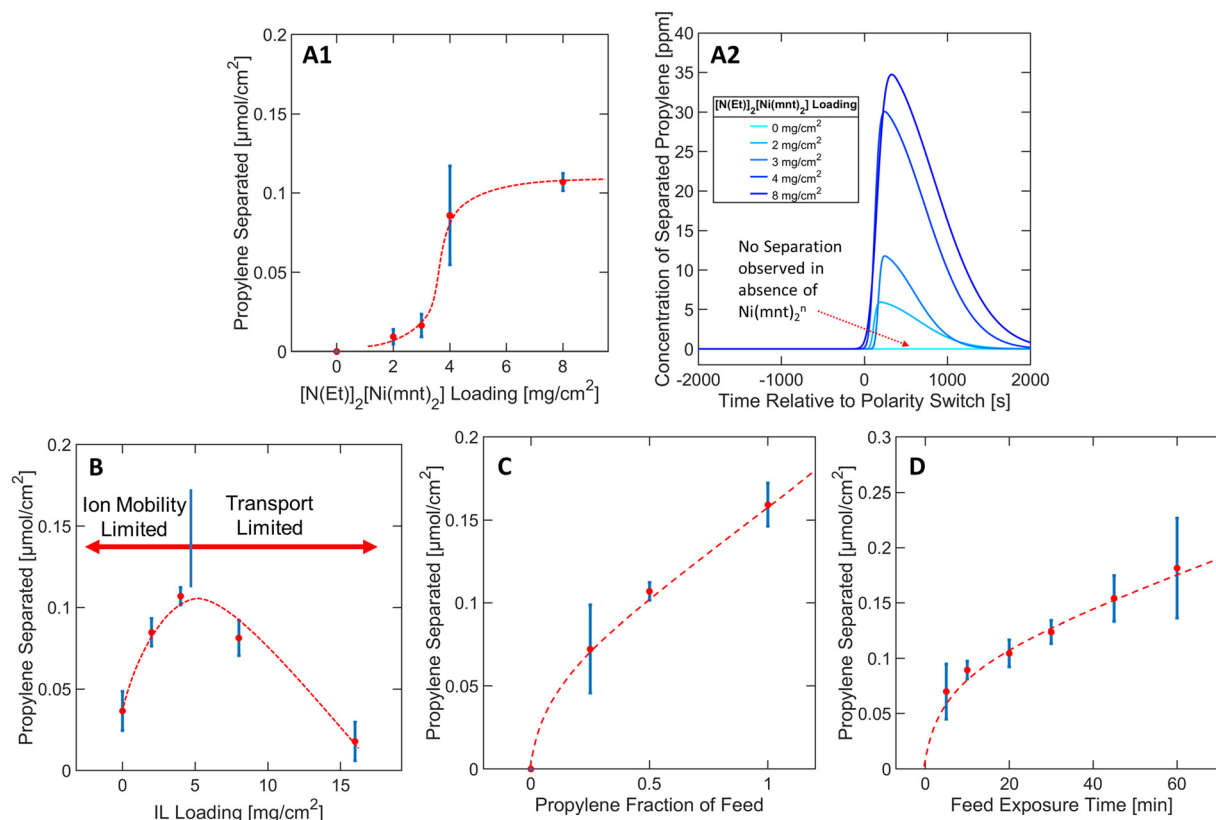 A1
Propylene Separated [μmol/cm²]
0.2
0.15
0.1
0.05
0
0
2
4
6
8
[N(Et)]₂[Ni(mnt)₂] Loading [mg/cm²]
A2
Concentration of Separated Propylene [ppm]
40
35
30
25
20
15
10
5
0
[N(Et)]₂[Ni(mnt)₂] Loading
0 mg/cm²
2 mg/cm²
3 mg/cm²
4 mg/cm²
8 mg/cm²
No Separation
observed in
absence of
Ni(mnt)₂ⁿ
-2000
-1000
0
1000
2000
Time Relative to Polarity Switch [s]
B
Propylene Separated [μmol/cm²]
0.2
0.15
0.1
0.05
0
Ion Mobility
Limited
Transport
Limited
0
5
10
15
IL Loading [mg/cm²]
C
Propylene Separated [μmol/cm²]
0.2
0.15
0.1
0.05
0
0
0.5
1
Propylene Fraction of Feed
D
Propylene Separated [μmol/cm²]
0.3
0.25
0.2
0.15
0.1
0.05
0
0
20
40
60
Feed Exposure Time [min]